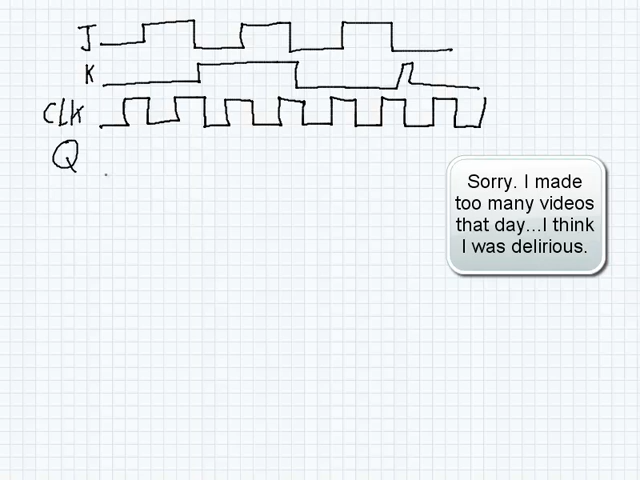 J
K
CLK
Q
Sorry. I made
too many videos
that day...I think
I was delirious.